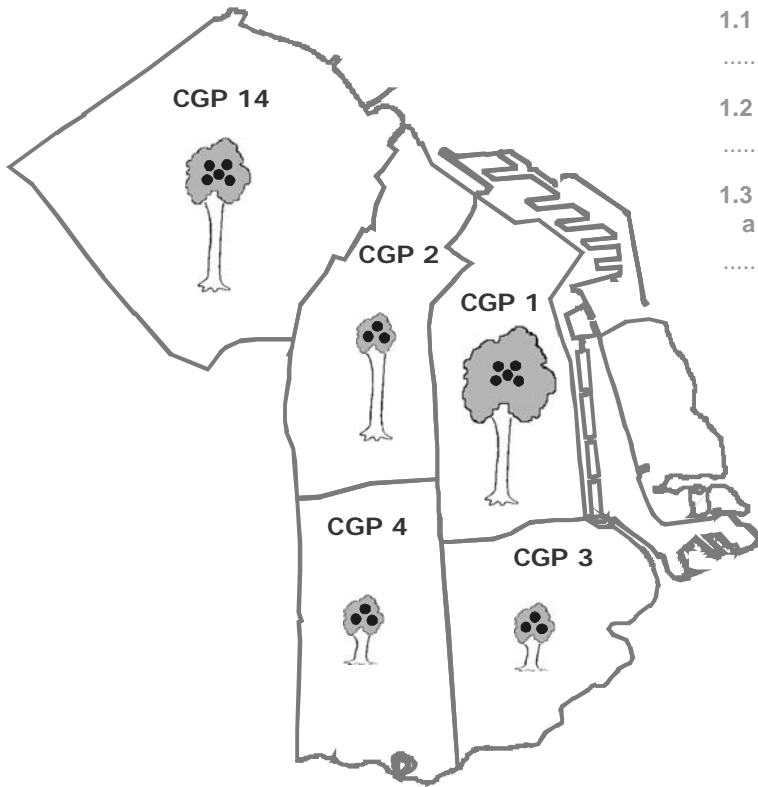 CGP 14
CGP 2
CGP 1
CGP 4
CGP 3
1.1
......
1.2
......
1.3
a
......